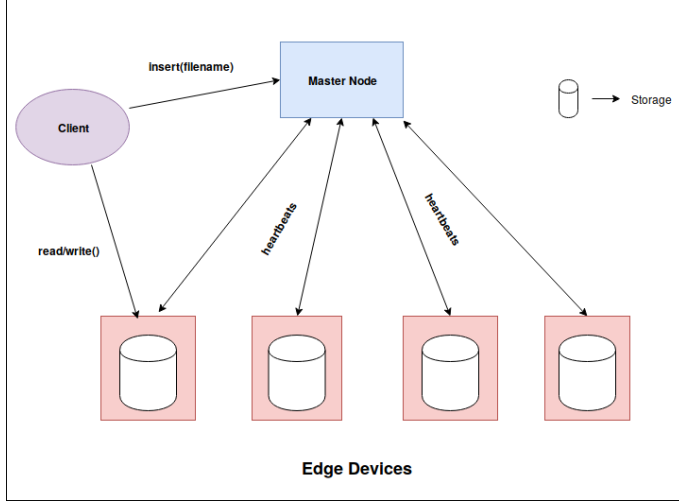 insert(filename)
Master Node
Storage
Client
heartbeats
heartbeats
read/write()
Edge Devices